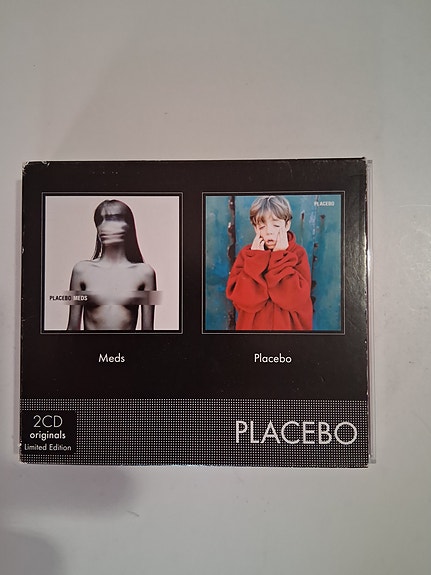 PLACEBO MEDS
PLACEBO
Meds
Placebo
2CD
originals
Limited Edition
PLACEBO